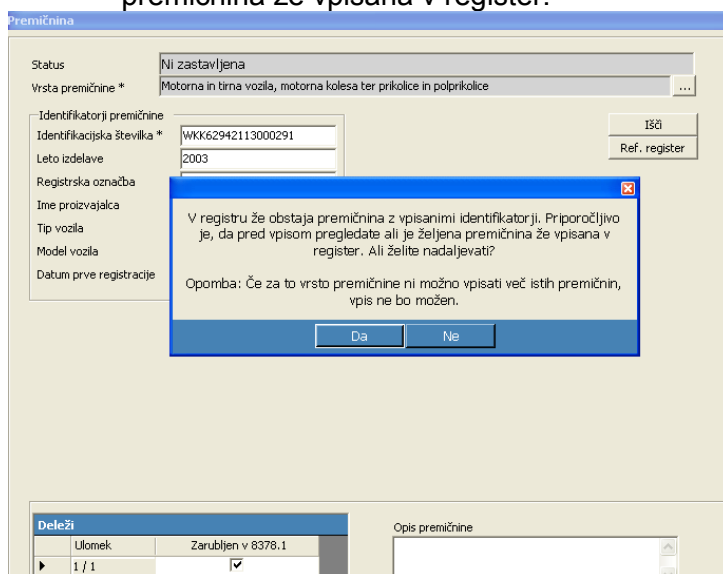 premičnina že vpisana v register.
Premičnina
Status Ni zastavljena
Vrsta premičnine * Motorna in tirna vozila, motorna kolesa ter prikolice in polprikolice ...
Identifikatorji premičnine
Identifikacijska številka * WKK62942113000291
Išči
Leto izdelave 2003
Ref. register
Registrska označba
Ime proizvajalca
Tip vozila
Model vozila
Datum prve registracije
V registru že obstaja premičnina z vpisanimi identifikatorji. Priporočljivo
je, da pred vpisom pregledate ali je željena premičnina že vpisana v
register. Ali želite nadaljevati?
Opomba: Če za to vrsto premičnine ni možno vpisati več istih premičnin,
vpis ne bo možen.
Da Ne
Deleži
Opis premičnine
Ulomek Zarubljen v 8378.1
1 / 1